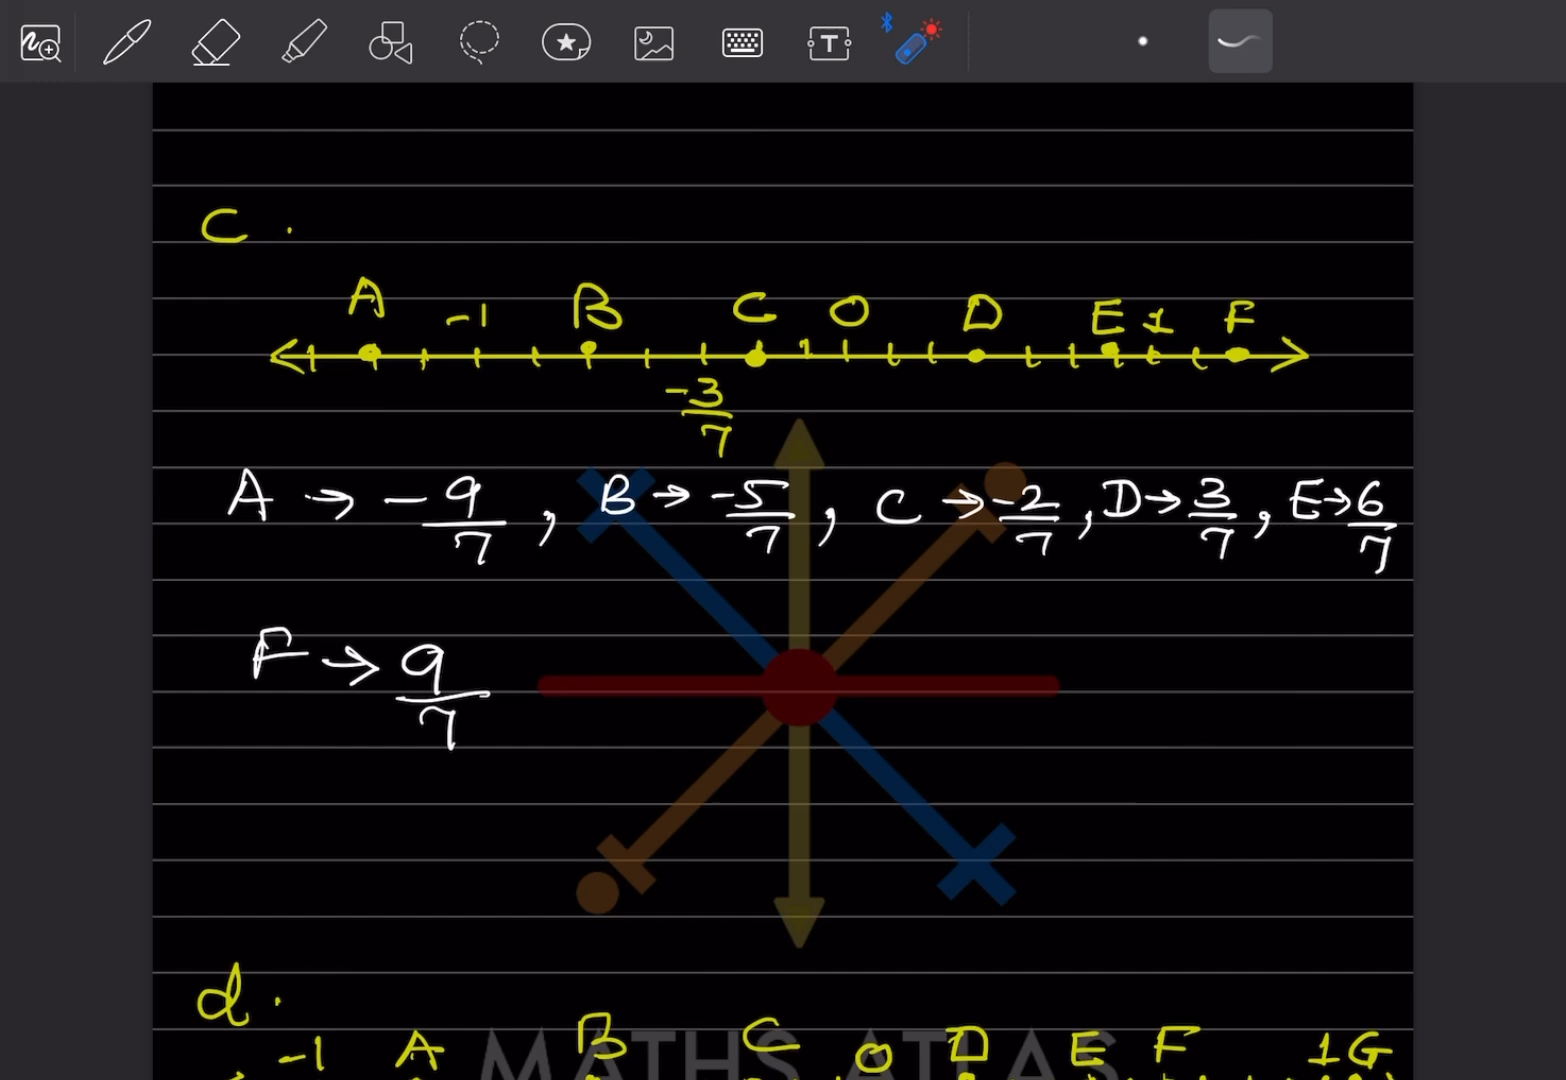 C.
A -1 B C 0 D E 1 F
-3/7
A → -9/7, B → -5/7, C → -2/7, D → 3/7, E → 6/7
F → 9/7
d.
-1 A B C 0 D E F 1 G
MATHS ATLAS